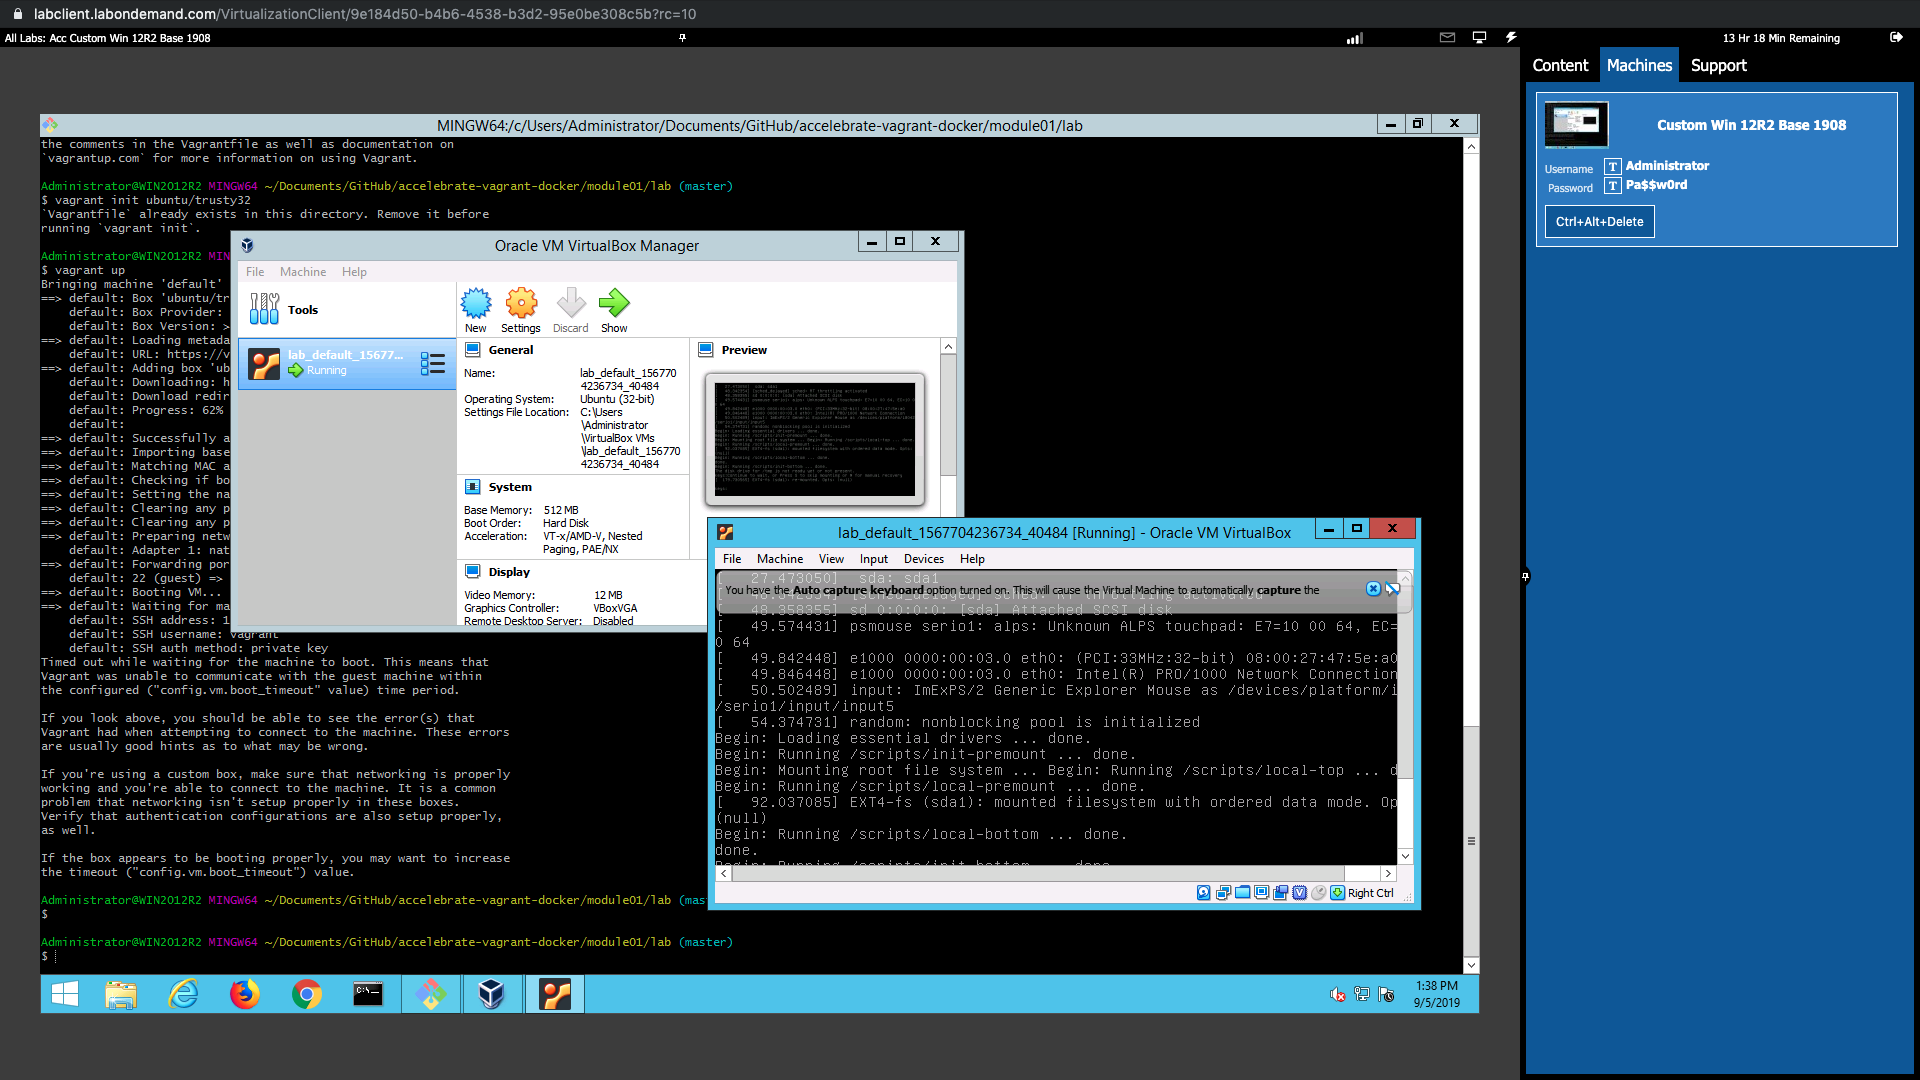 labclient.labondemand.com/VirtualizationClient/9e184d50-b4b6-4538-b3d2-95e0be308c5b?rc=10
All Labs: Acc Custom Win 12R2 Base 1908
13 Hr 18 Min Remaining
Content Machines Support
Custom Win 12R2 Base 1908
Username T Administrator
Password T Pa$$w0rd
Ctrl+Alt+Delete
MINGW64:/c/Users/Administrator/Documents/GitHub/accelerate-vagrant-docker/module01/lab
the comments in the Vagrantfile as well as documentation on
`vagrantup.com` for more information on using Vagrant.
Administrator@WIN2012R2 MINGW64 ~/Documents/GitHub/accelebrate-vagrant-docker/module01/lab (master)
$ vagrant init ubuntu/trusty32
`Vagrantfile` already exists in this directory. Remove it before
running `vagrant init`.
Administrator@WIN2012R2 MIN
$ vagrant up
Bringing machine 'default'
==> default: Box 'ubuntu/tr
default: Box Provider:
default: Box Version: >
==> default: Loading metada
default: URL: https://v
==> default: Adding box 'ub
default: Downloading: h
default: Download redir
default: Progress: 62%
default:
==> default: Successfully a
==> default: Importing base
==> default: Matching MAC a
==> default: Checking if bo
==> default: Setting the na
==> default: Clearing any p
==> default: Clearing any p
==> default: Preparing netw
default: Adapter 1: nat
==> default: Forwarding por
default: 22 (guest) =>
==> default: Booting VM...
==> default: Waiting for ma
default: SSH address: 1
default: SSH username: vagrant
default: SSH auth method: private key
Timed out while waiting for the machine to boot. This means that
Vagrant was unable to communicate with the guest machine within
the configured ("config.vm.boot_timeout" value) time period.
If you look above, you should be able to see the error(s) that
Vagrant had when attempting to connect to the machine. These errors
are usually good hints as to what may be wrong.
If you're using a custom box, make sure that networking is properly
working and you're able to connect to the machine. It is a common
problem that networking isn't setup properly in these boxes.
Verify that authentication configurations are also setup properly,
as well.
If the box appears to be booting properly, you may want to increase
the timeout ("config.vm.boot_timeout") value.
Administrator@WIN2012R2 MINGW64 ~/Documents/GitHub/accelebrate-vagrant-docker/module01/lab (mas
$
Administrator@WIN2012R2 MINGW64 ~/Documents/GitHub/accelebrate-vagrant-docker/module01/lab (master)
$
Oracle VM VirtualBox Manager
File Machine Help
Tools
New Settings Discard Show
lab_default_15677...
Running
General
Name: lab_default_156770
4236734_40484
Operating System: Ubuntu (32-bit)
Settings File Location: C:\Users
\Administrator
\VirtualBox VMs
\lab_default_156770
4236734_40484
System
Base Memory: 512 MB
Boot Order: Hard Disk
Acceleration: VT-x/AMD-V, Nested
Paging, PAE/NX
Display
Video Memory: 12 MB
Graphics Controller: VBoxVGA
Remote Desktop Server: Disabled
Preview
lab_default_1567704236734_40484 [Running] - Oracle VM VirtualBox
File Machine View Input Devices Help
[ 27.473050] sda: sda1
You have the Auto capture keyboard option turned on. This will cause the Virtual Machine to automatically capture the
[ 48.358355] sd 0:0:0:0: [sda] Attached SCSI disk
[ 49.574431] psmouse serio1: alps: Unknown ALPS touchpad: E7=10 00 64, EC=
0 64
[ 49.842448] e1000 0000:00:03.0 eth0: (PCI:33MHz:32-bit) 08:00:27:47:5e:a0
[ 49.846448] e1000 0000:00:03.0 eth0: Intel(R) PRO/1000 Network Connection
[ 50.502489] input: ImExPS/2 Generic Explorer Mouse as /devices/platform/i
/serio1/input/input5
[ 54.374731] random: nonblocking pool is initialized
Begin: Loading essential drivers ... done.
Begin: Running /scripts/init-premount ... done.
Begin: Mounting root file system ... Begin: Running /scripts/local-top ... d
Begin: Running /scripts/local-premount ... done.
[ 92.037085] EXT4-fs (sda1): mounted filesystem with ordered data mode. Op
(null)
Begin: Running /scripts/local-bottom ... done.
done.
Begin: Running /scripts/init-bottom ... done.
Right Ctrl
1:38 PM
9/5/2019